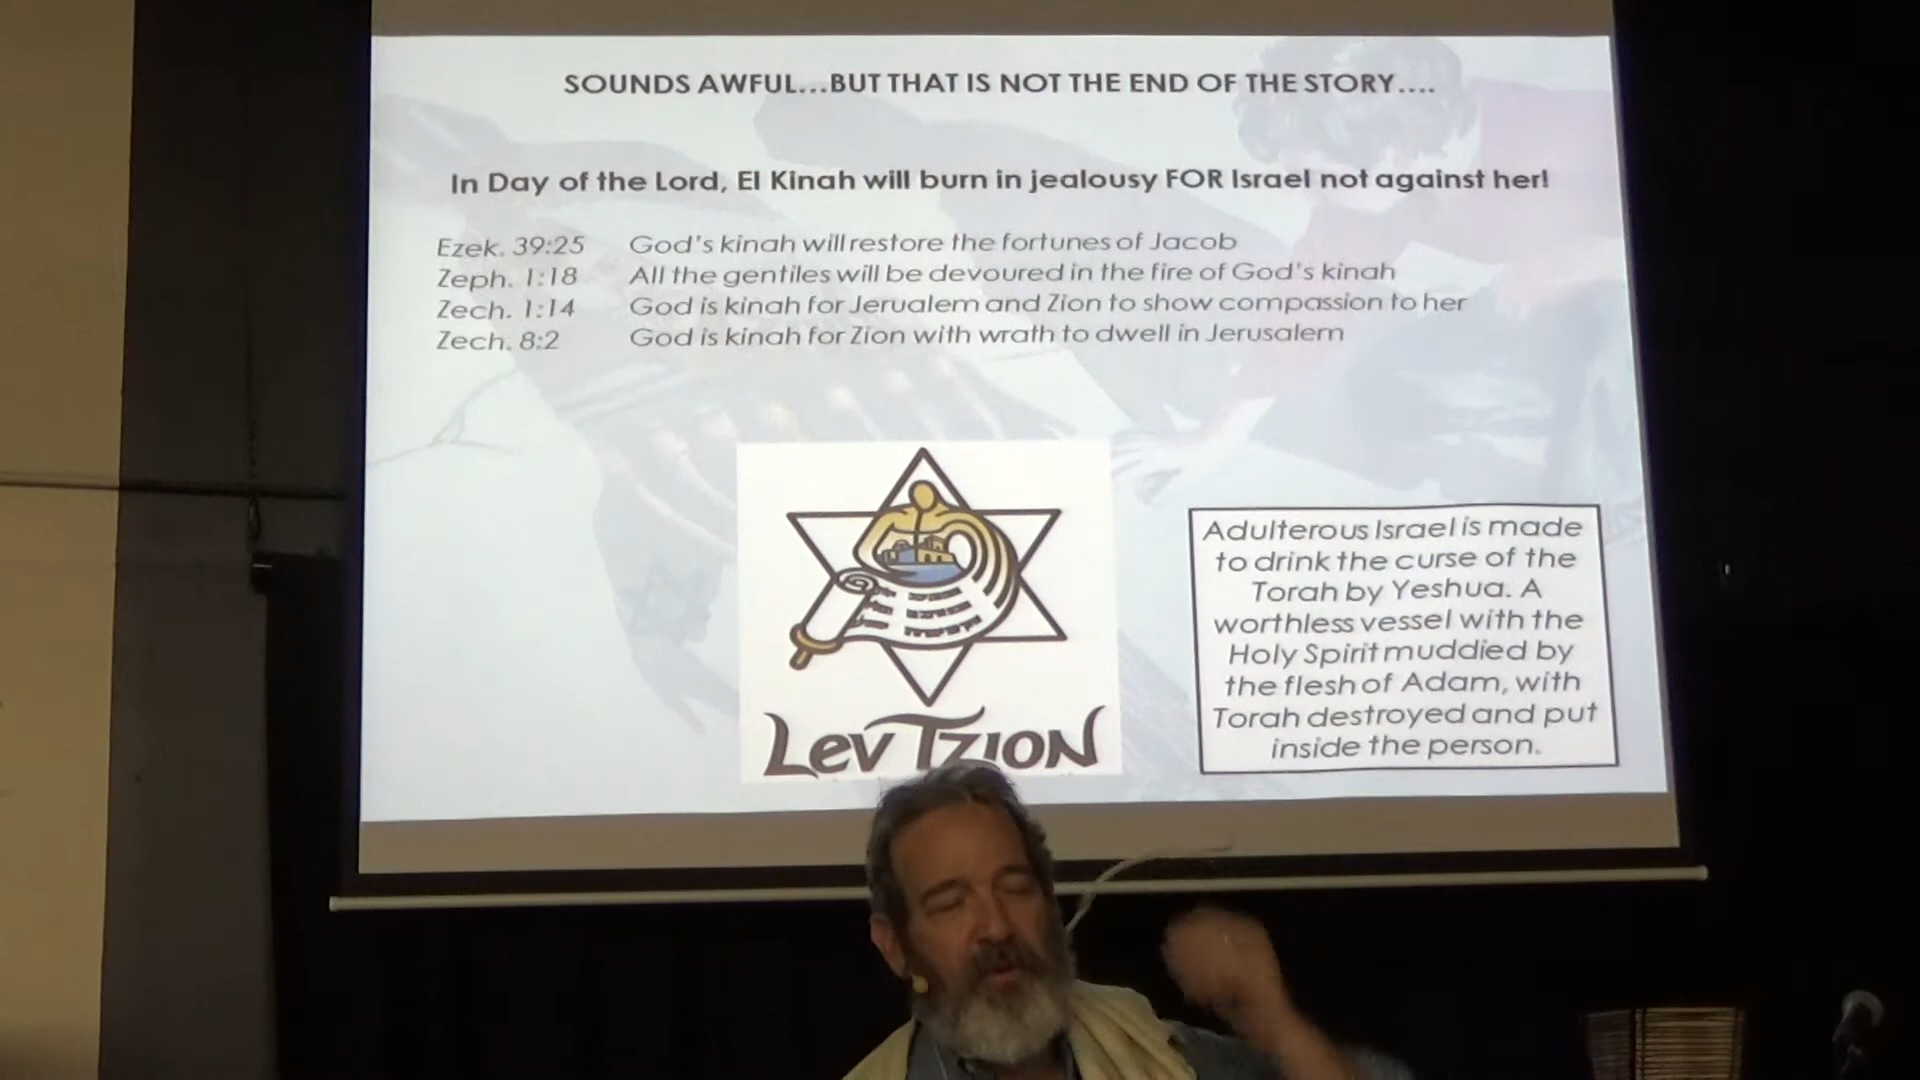 SOUNDS AWFUL...BUT THAT IS NOT THE END OF THE STORY....
In Day of the Lord, El Kinah will burn in jealousy FOR Israel not against her!
Ezek. 39:25 God's kinah will restore the fortunes of Jacob
Zeph. 1:18 All the gentiles will be devoured in the fire of God's kinah
Zech. 1:14 God is kinah for Jerualem and Zion to show compassion to her
Zech. 8:2 God is kinah for Zion with wrath to dwell in Jerusalem
Lev Tzion
Adulterous Israel is made
to drink the curse of the
Torah by Yeshua. A
worthless vessel with the
Holy Spirit muddied by
the flesh of Adam, with
Torah destroyed and put
inside the person.